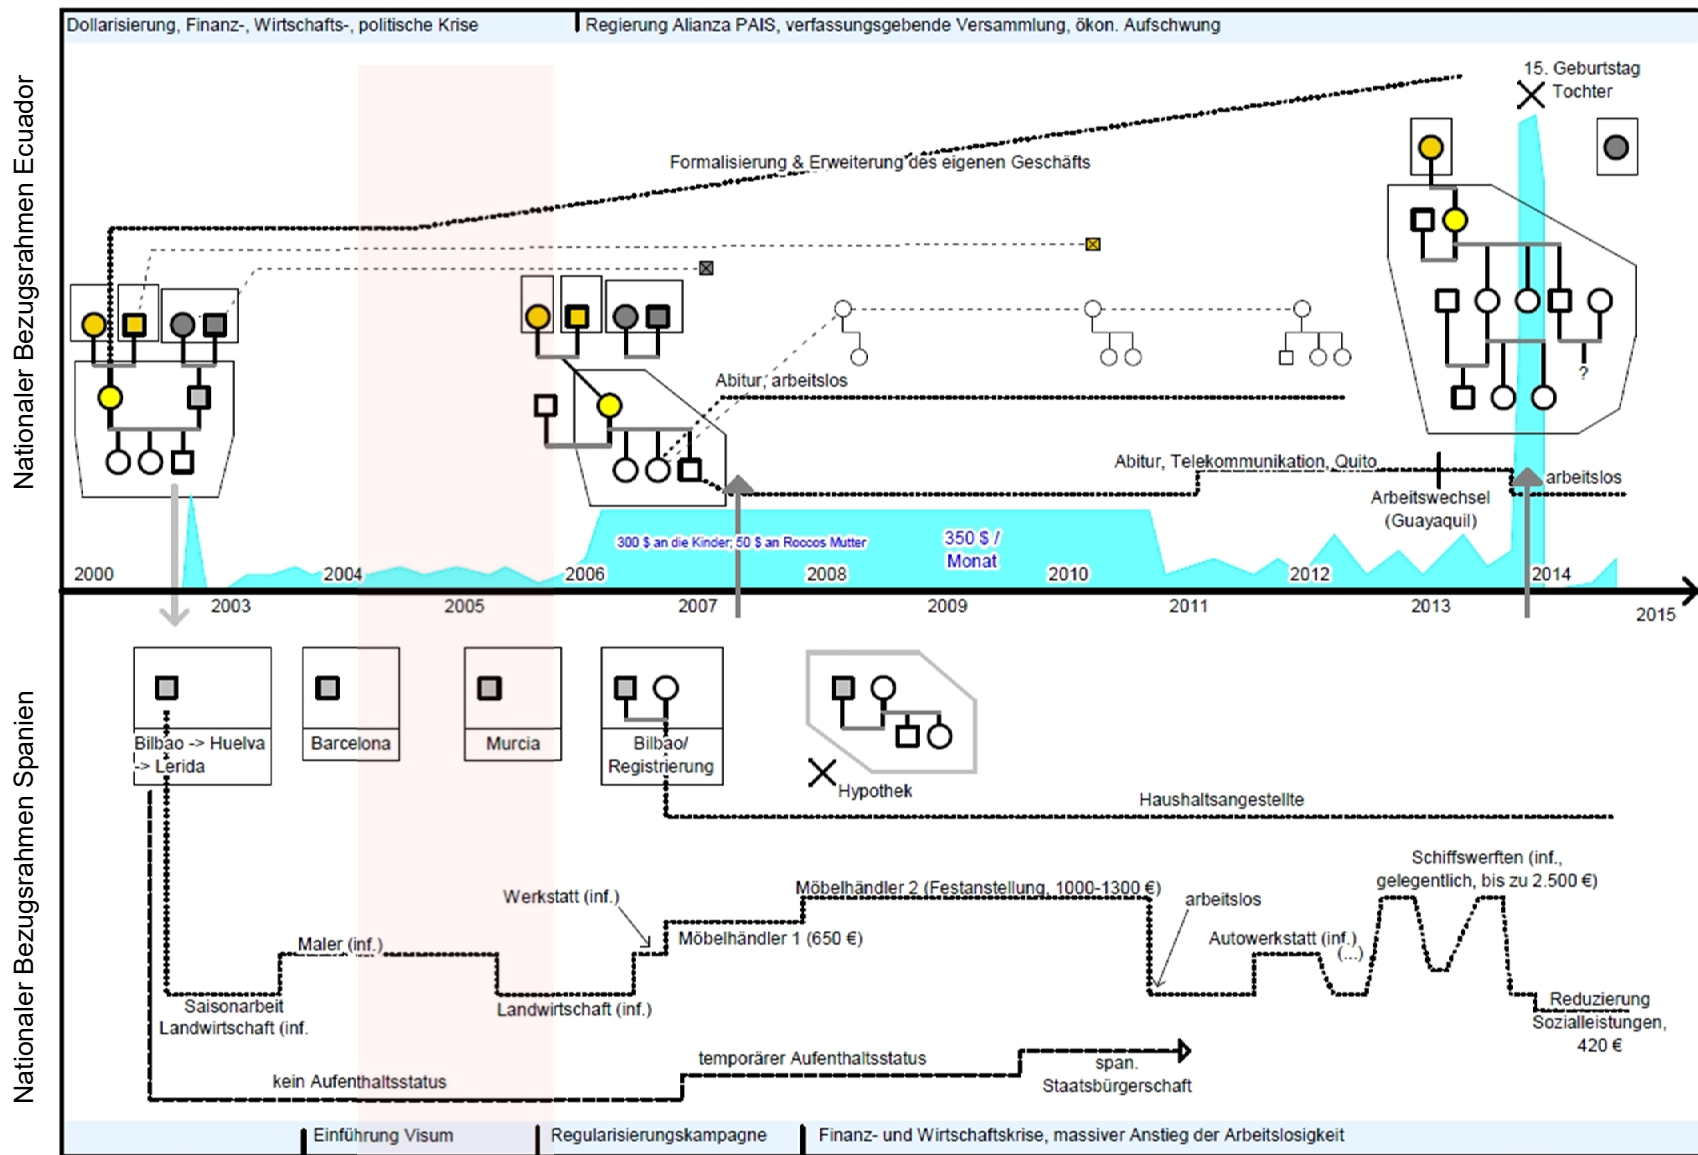 Dollarisierung, Finanz-, Wirtschafts-, politische Krise
Regierung Alianza PAIS, verfassungsgebende Versammlung, ökon. Aufschwung
Nationaler Bezugsrahmen Ecuador
15. Geburtstag
Tochter
Formalisierung & Erweiterung des eigenen Geschäfts
Abitur, arbeitslos
?
Abitur, Telekommunikation, Quito
arbeitslos
Arbeitswechsel
(Guayaquil)
300 $ an die Kinder; 50 $ an Roccos Mutter
350 $ /
Monat
2000
2004
2006
2008
2010
2012
2014
2003
2005
2007
2009
2011
2013
2015
Nationaler Bezugsrahmen Spanien
Bilbao -> Huelva
-> Lerida
Barcelona
Murcia
Bilbao/
Registrierung
Hypothek
Haushaltsangestellte
Schiffswerften (inf.,
gelegentlich, bis zu 2.500 €)
Werkstatt (inf.)
Möbelhändler 2 (Festanstellung, 1000-1300 €)
arbeitslos
Maler (inf.)
Möbelhändler 1 (650 €)
Autowerkstatt (inf.)
(...)
Saisonarbeit
Landwirtschaft (inf.
Landwirtschaft (inf.)
Reduzierung
Sozialleistungen,
420 €
temporärer Aufenthaltsstatus
span.
Staatsbürgerschaft
kein Aufenthaltsstatus
Einführung Visum
Regularisierungskampagne
Finanz- und Wirtschaftskrise, massiver Anstieg der Arbeitslosigkeit